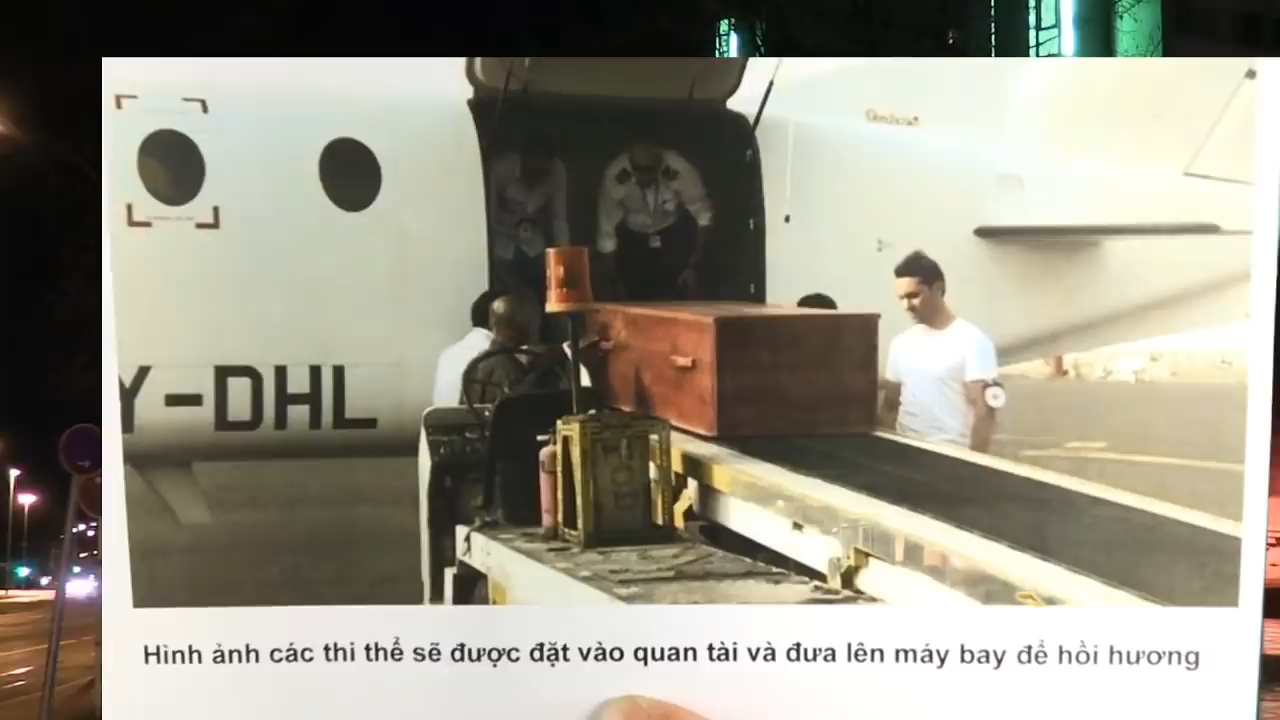 Y-DHL
Hình ảnh các thi thể sẽ được đặt vào quan tài và đưa lên máy bay để hồi hương